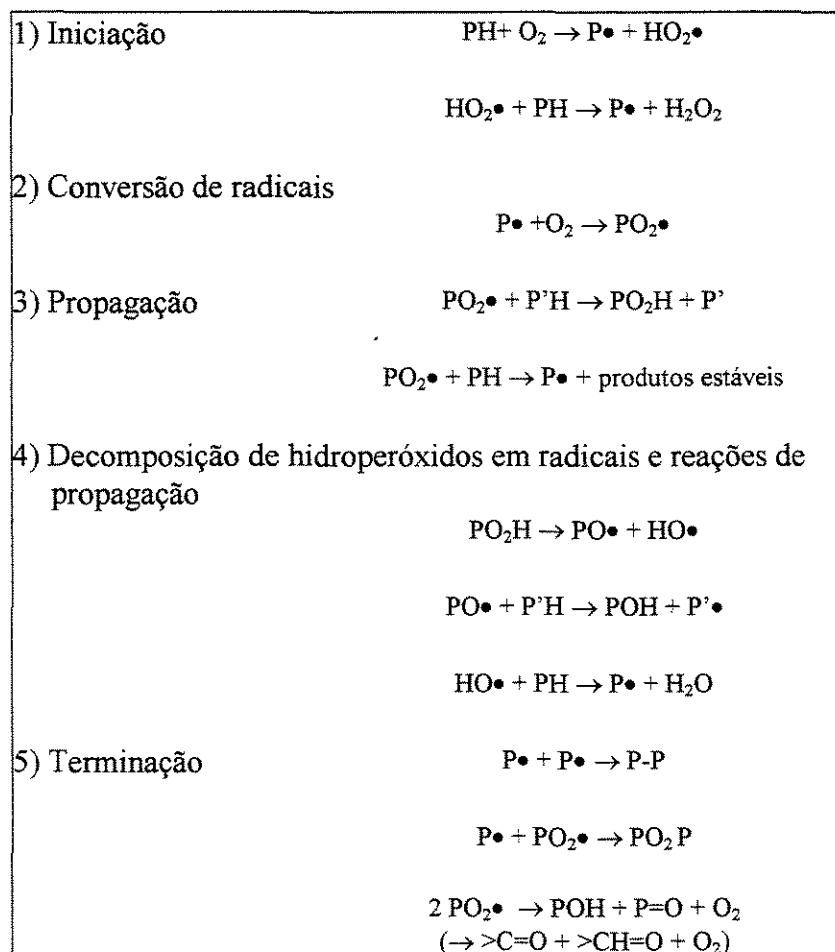 1) Iniciação PH+ O₂ → P• + HO₂•
HO₂• + PH → P• + H₂O₂
2) Conversão de radicais
P• +O₂ → PO₂•
3) Propagação PO₂• + P’H → PO₂H + P’
PO₂• + PH → P• + produtos estáveis
4) Decomposição de hidroperóxidos em radicais e reações de
propagação
PO₂H → PO• + HO•
PO• + P’H → POH + P’•
HO• + PH → P• + H₂O
5) Terminação P• + P• → P-P
P• + PO₂• → PO₂ P
2 PO₂• → POH + P=O + O₂
(→ >C=O + >CH=O + O₂)